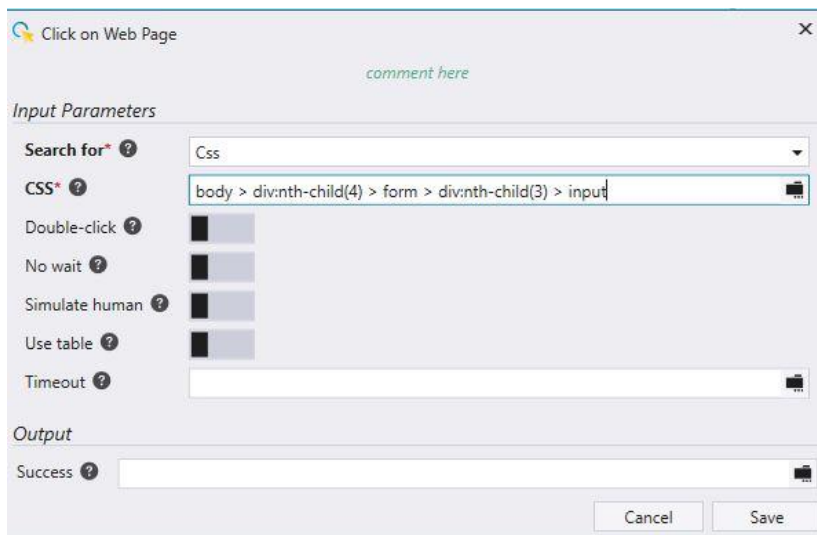 Click on Web Page
comment here
Input Parameters
Search for* ?
Css
CSS* ?
body > div:nth-child(4) > form > div:nth-child(3) > input
Double-click ?
No wait ?
Simulate human ?
Use table ?
Timeout ?
Output
Success ?
Cancel Save